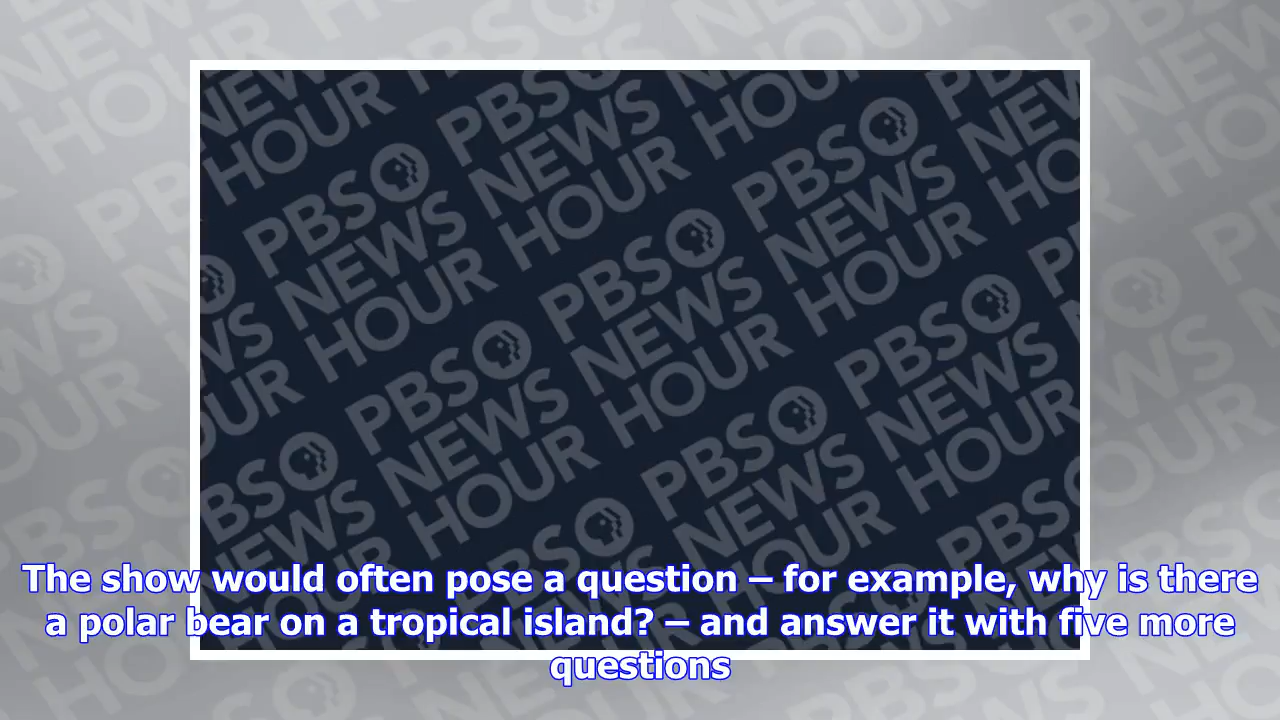 PBS
NEWS
HOUR
The show would often pose a question – for example, why is there
a polar bear on a tropical island? – and answer it with five more
questions